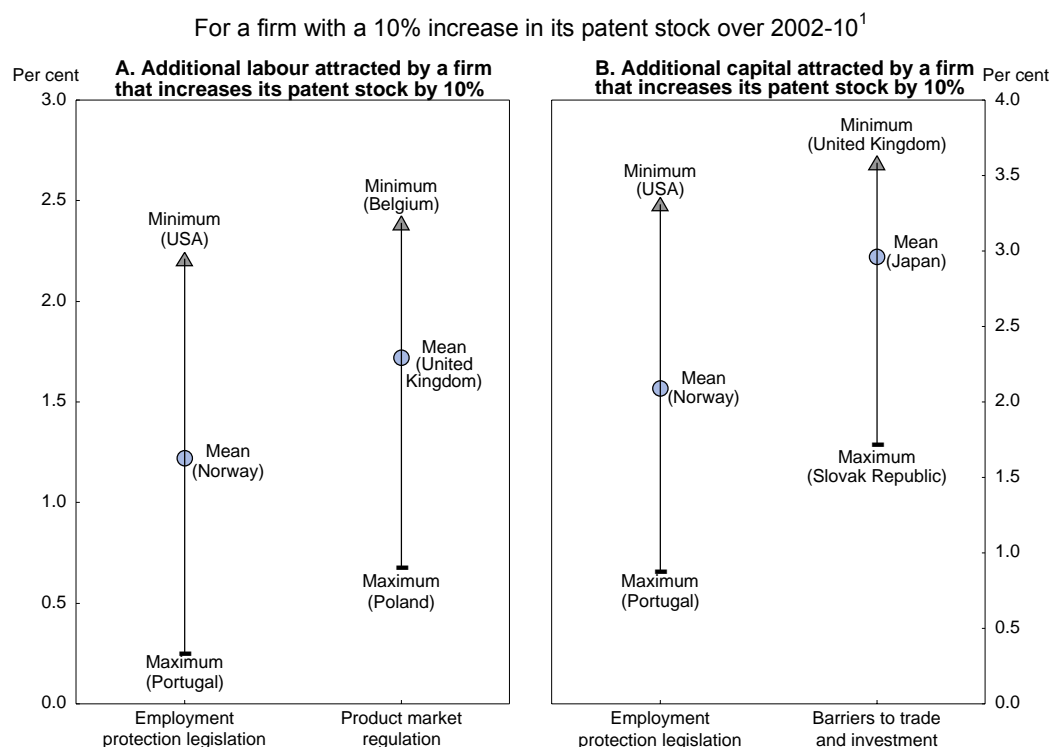 For a firm with a 10% increase in its patent stock over 2002-10¹
Per cent
A. Additional labour attracted by a firm
that increases its patent stock by 10%
3.0
2.5
2.0
1.5
1.0
0.5
0.0
Minimum
(USA)
Mean
(Norway)
Maximum
(Portugal)
Minimum
(Belgium)
Mean
(United
Kingdom)
Maximum
(Poland)
Employment
protection legislation
Product market
regulation
B. Additional capital attracted by a firm
that increases its patent stock by 10%
Per cent
4.0
3.5
3.0
2.5
2.0
1.5
1.0
0.5
0.0
Minimum
(USA)
Mean
(Norway)
Maximum
(Portugal)
Minimum
(United Kingdom)
Mean
(Japan)
Maximum
(Slovak Republic)
Employment
protection legislation
Barriers to trade
and investment